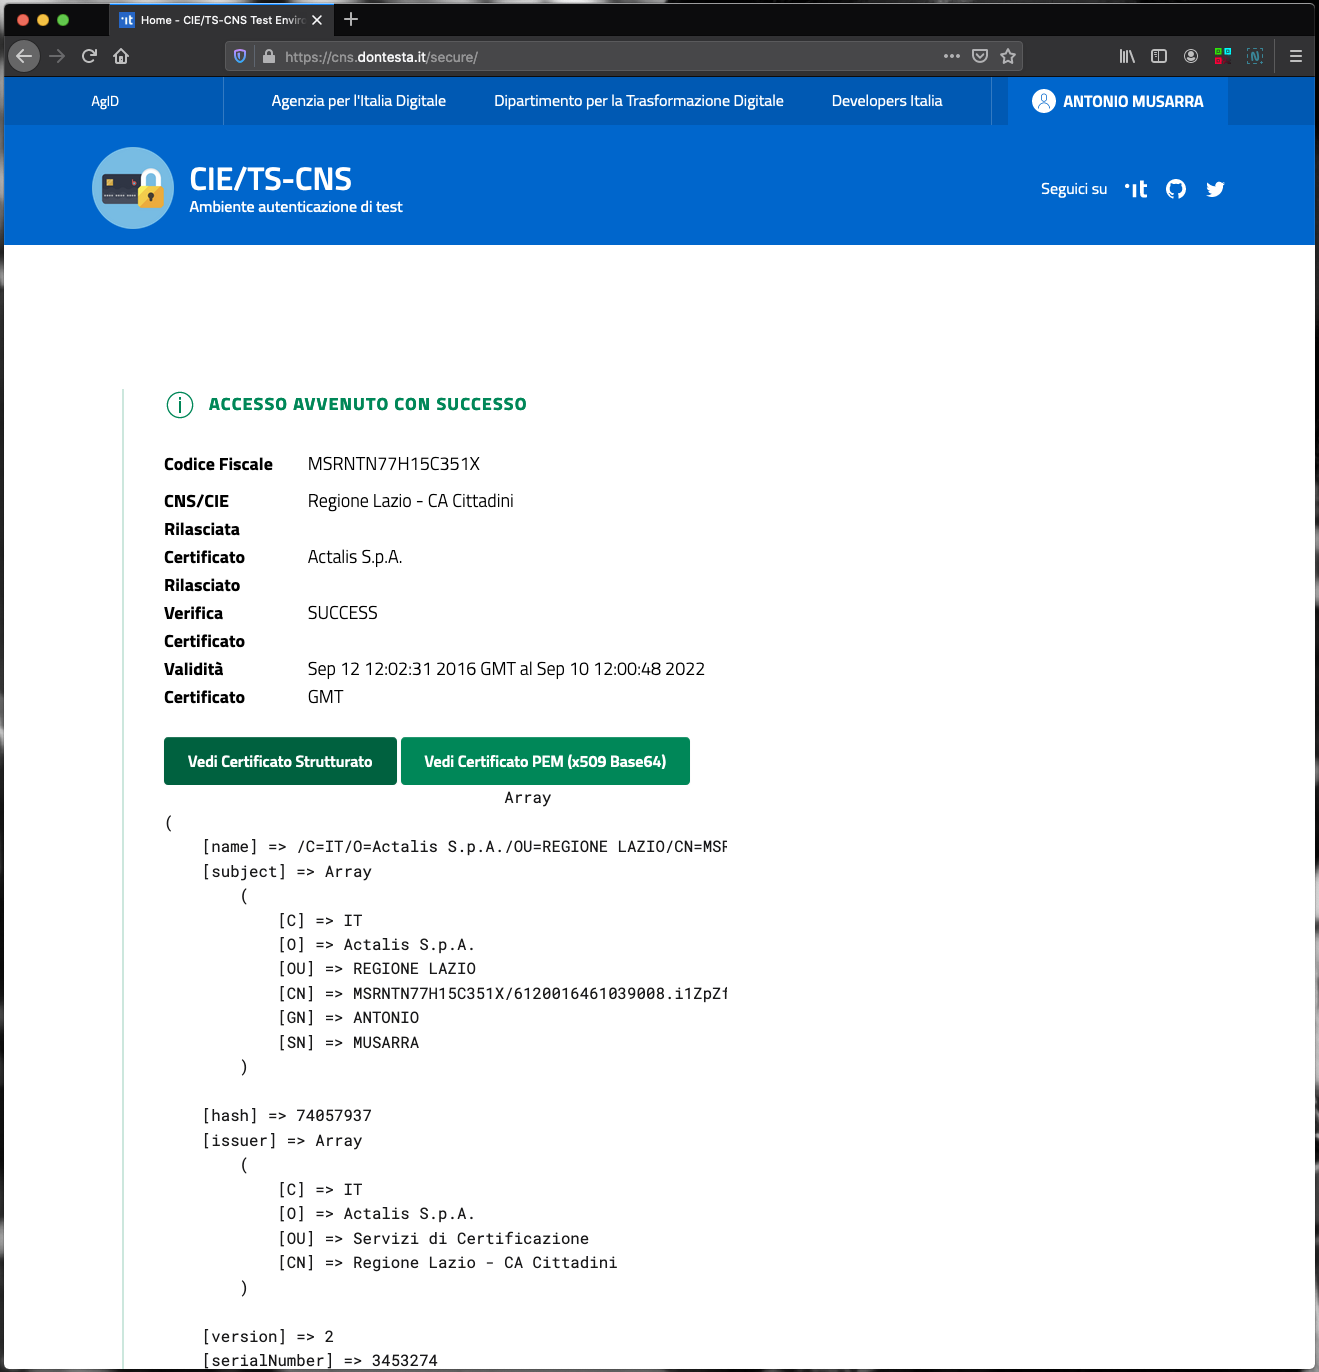 Home - CIE/TS-CNS Test Enviro
https://cns.dontesta.it/secure/
AgID
Agenzia per l'Italia Digitale
Dipartimento per la Trasformazione Digitale
Developers Italia
ANTONIO MUSARRA
CIE/TS-CNS
Ambiente autenticazione di test
Seguici su
ACCESSO AVVENUTO CON SUCCESSO
Codice Fiscale MSRNTN77H15C351X
CNS/CIE Regione Lazio - CA Cittadini
Rilasciata
Certificato Actalis S.p.A.
Rilasciato
Verifica SUCCESS
Certificato
Validità Sep 12 12:02:31 2016 GMT al Sep 10 12:00:48 2022
Certificato GMT
Vedi Certificato Strutturato Vedi Certificato PEM (x509 Base64)
Array
(
[name] => /C=IT/O=Actalis S.p.A./OU=REGIONE LAZIO/CN=MSR
[subject] => Array
(
[C] => IT
[O] => Actalis S.p.A.
[OU] => REGIONE LAZIO
[CN] => MSRNTN77H15C351X/6120016461039008.i1ZpZf
[GN] => ANTONIO
[SN] => MUSARRA
)
[hash] => 74057937
[issuer] => Array
(
[C] => IT
[O] => Actalis S.p.A.
[OU] => Servizi di Certificazione
[CN] => Regione Lazio - CA Cittadini
)
[version] => 2
[serialNumber] => 3453274